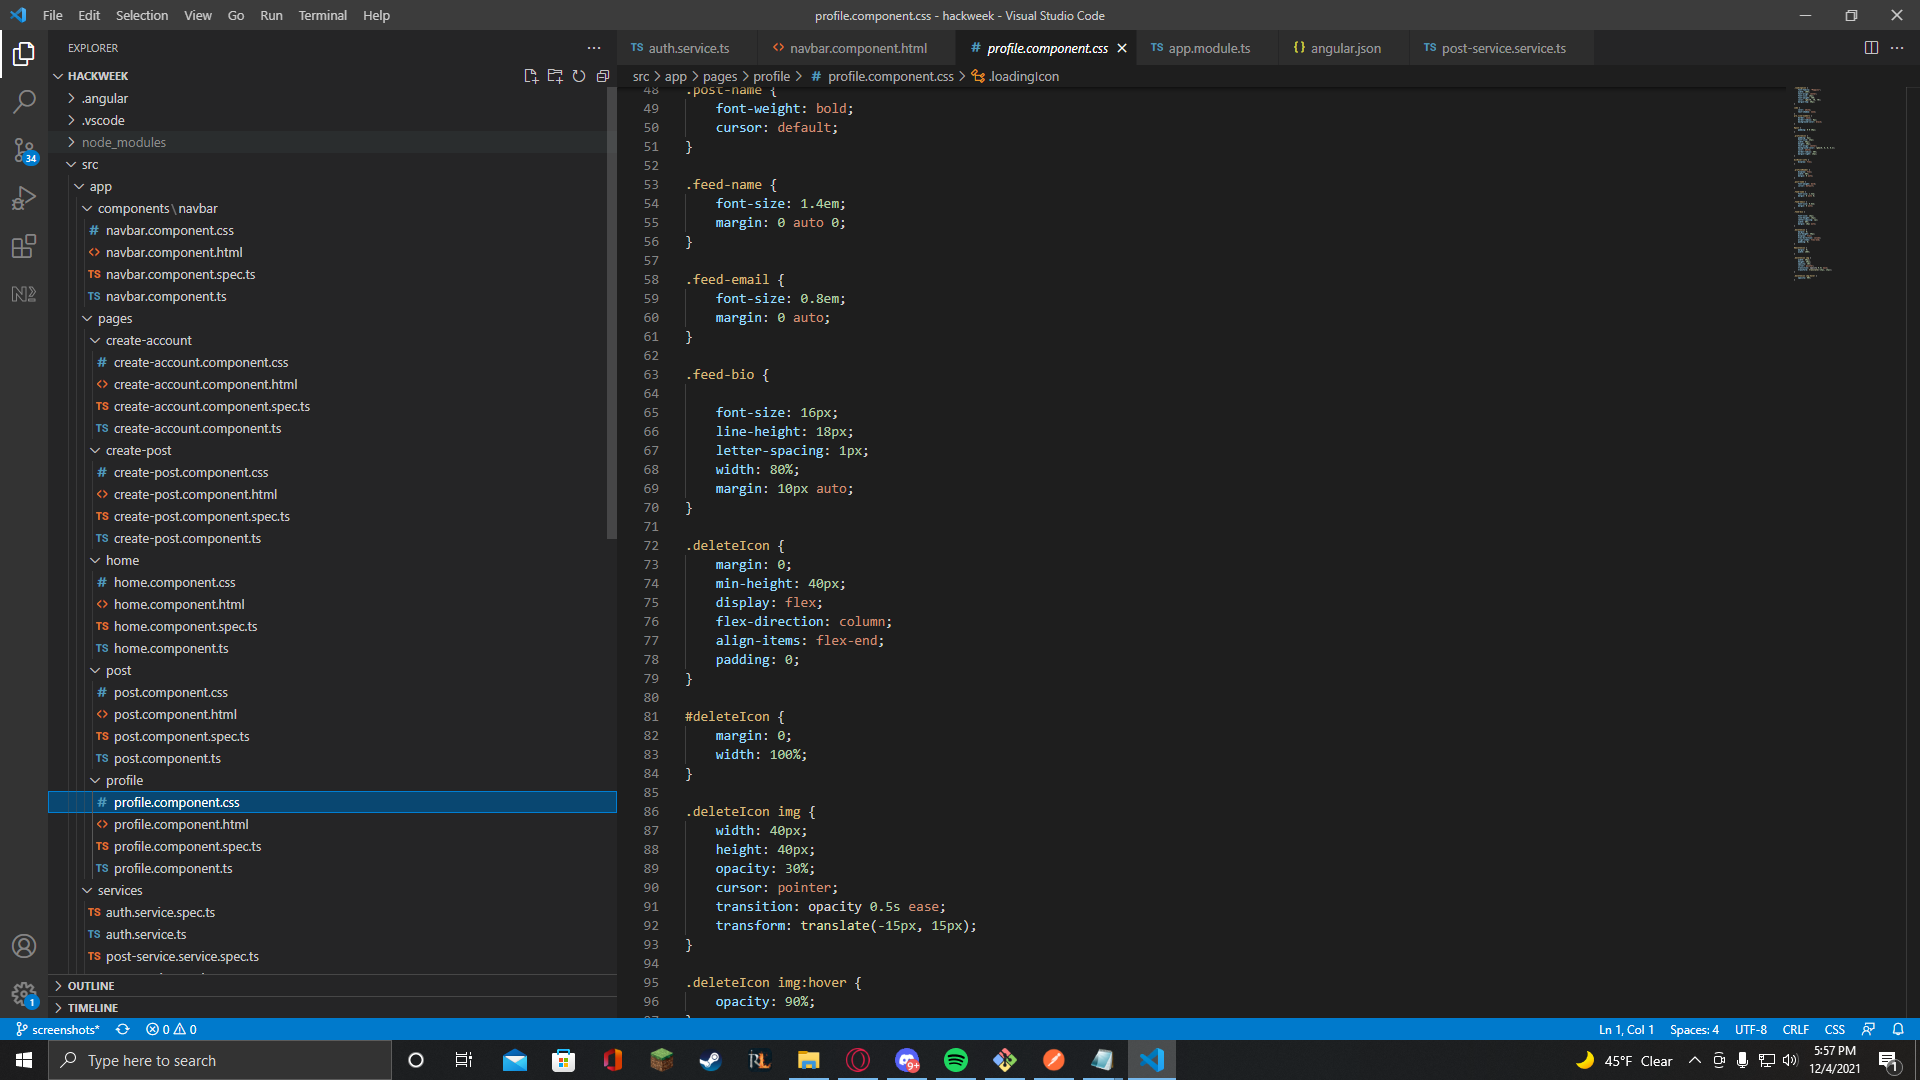 File Edit Selection View Go Run Terminal Help
profile.component.css - hackweek - Visual Studio Code
EXPLORER
HACKWEEK
.angular
.vscode
node_modules
src
app
components\navbar
navbar.component.css
navbar.component.html
navbar.component.spec.ts
navbar.component.ts
pages
create-account
create-account.component.css
create-account.component.html
create-account.component.spec.ts
create-account.component.ts
create-post
create-post.component.css
create-post.component.html
create-post.component.spec.ts
create-post.component.ts
home
home.component.css
home.component.html
home.component.spec.ts
home.component.ts
post
post.component.css
post.component.html
post.component.spec.ts
post.component.ts
profile
profile.component.css
profile.component.html
profile.component.spec.ts
profile.component.ts
services
auth.service.spec.ts
auth.service.ts
post-service.service.spec.ts
OUTLINE
TIMELINE
34
1
TS auth.service.ts <> navbar.component.html # profile.component.css TS app.module.ts {} angular.json TS post-service.service.ts
src > app > pages > profile > # profile.component.css > .loadingIcon
48 .post-name {
49 font-weight: bold;
50 cursor: default;
51 }
52
53 .feed-name {
54 font-size: 1.4em;
55 margin: 0 auto 0;
56 }
57
58 .feed-email {
59 font-size: 0.8em;
60 margin: 0 auto;
61 }
62
63 .feed-bio {
64
65 font-size: 16px;
66 line-height: 18px;
67 letter-spacing: 1px;
68 width: 80%;
69 margin: 10px auto;
70 }
71
72 .deleteIcon {
73 margin: 0;
74 min-height: 40px;
75 display: flex;
76 flex-direction: column;
77 align-items: flex-end;
78 padding: 0;
79 }
80
81 #deleteIcon {
82 margin: 0;
83 width: 100%;
84 }
85
86 .deleteIcon img {
87 width: 40px;
88 height: 40px;
89 opacity: 30%;
90 cursor: pointer;
91 transition: opacity 0.5s ease;
92 transform: translate(-15px, 15px);
93 }
94
95 .deleteIcon img:hover {
96 opacity: 90%;
screenshots* 0 0
Ln 1, Col 1 Spaces: 4 UTF-8 CRLF CSS
Type here to search
RL
9+
45°F Clear
5:57 PM
12/4/2021
1